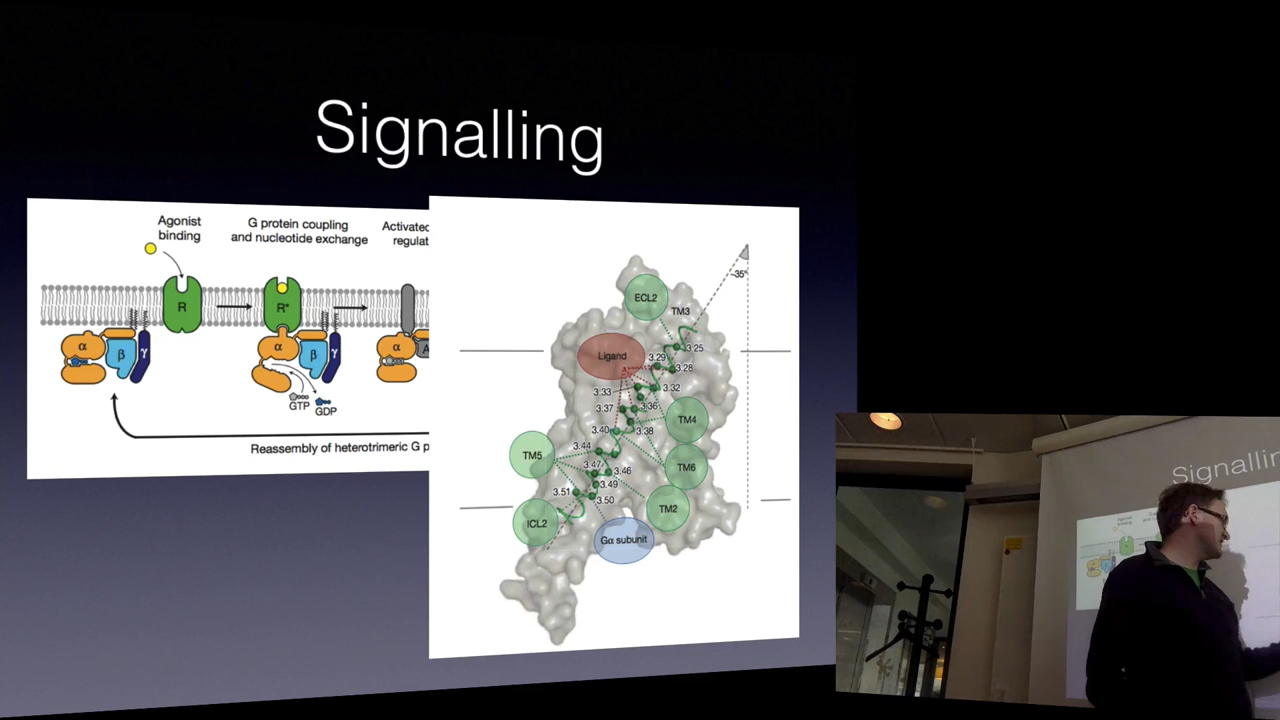 Signalling
Agonist
binding
G protein coupling
and nucleotide exchange
Activated
regulat
R
R*
α
β
γ
α
β
γ
α
A
GTP
GDP
Reassembly of heterotrimeric G p
~35°
ECL2
TM3
Ligand
3.25
3.29
3.28
3.33
3.32
3.37
3.36
TM4
3.40
3.38
TM5
3.44
3.47
3.46
TM6
3.49
3.51
3.50
TM2
ICL2
Gα subunit
Signallin
Agonist
binding